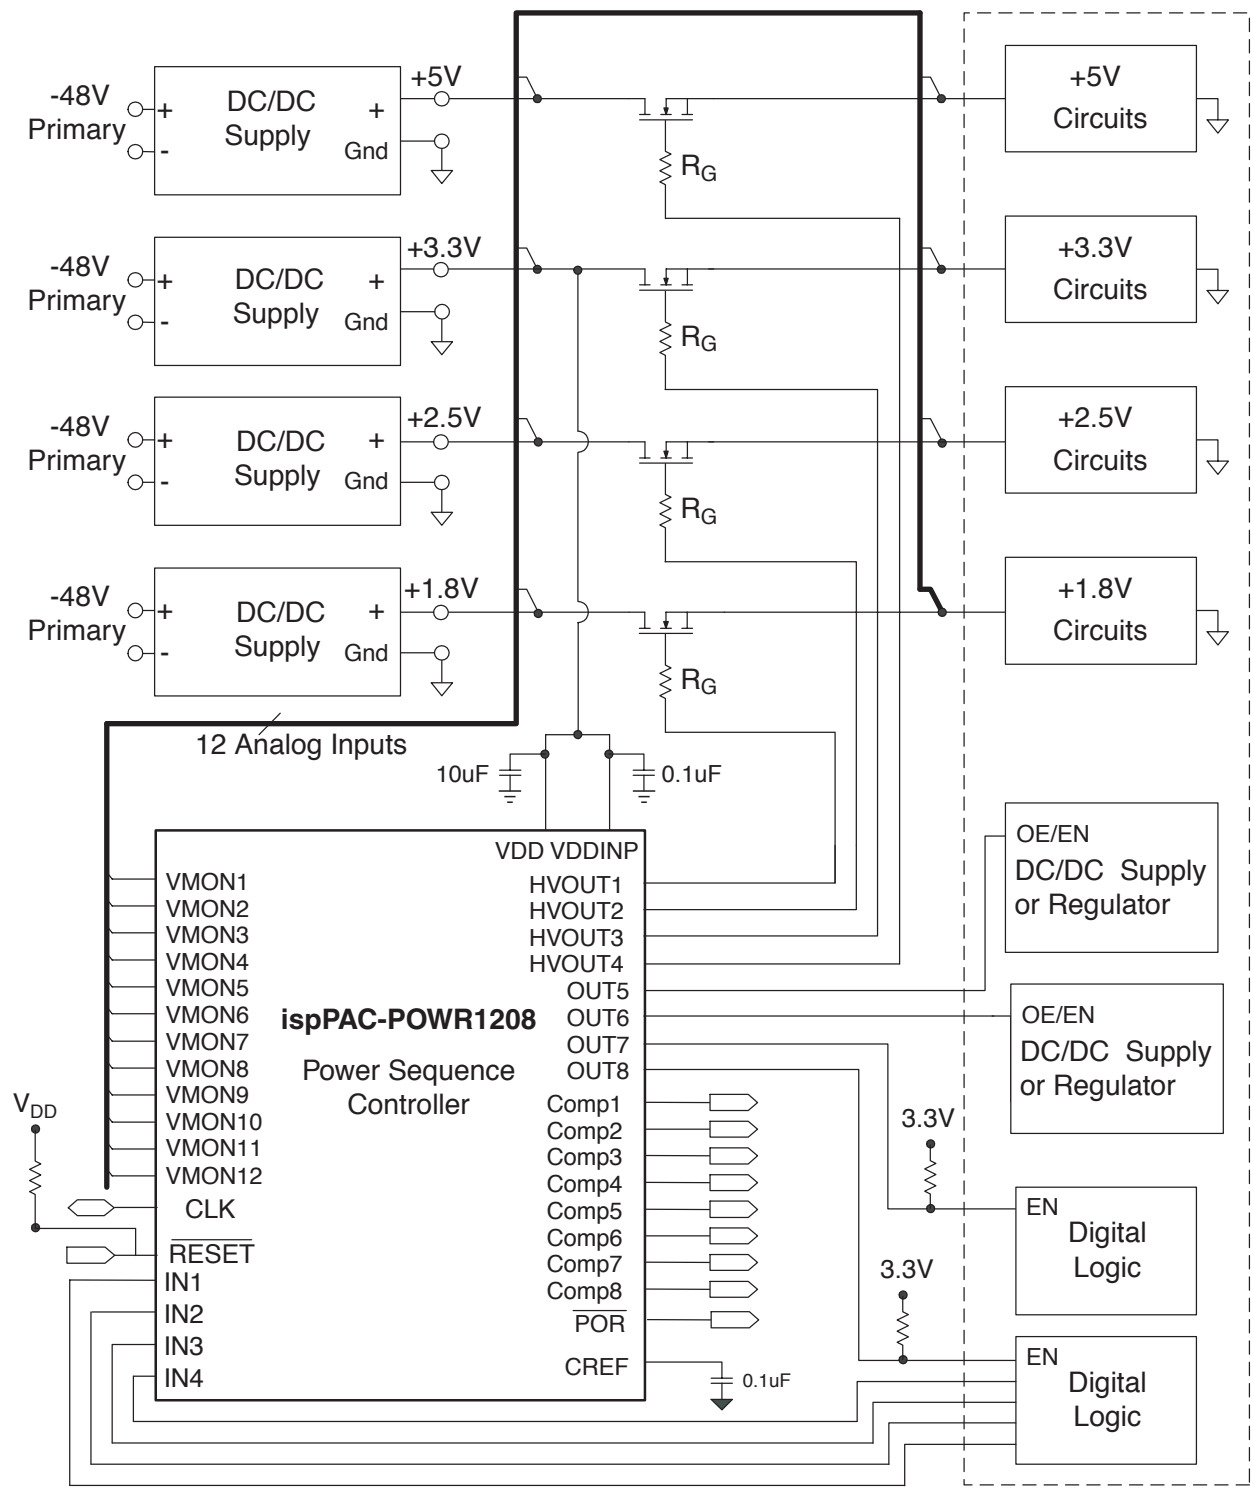 -48V
Primary
+
-
DC/DC
Supply
+
Gnd
+5V
RG
+5V
Circuits
-48V
Primary
+
-
DC/DC
Supply
+
Gnd
+3.3V
RG
+3.3V
Circuits
-48V
Primary
+
-
DC/DC
Supply
+
Gnd
+2.5V
RG
+2.5V
Circuits
-48V
Primary
+
-
DC/DC
Supply
+
Gnd
+1.8V
RG
+1.8V
Circuits
12 Analog Inputs
10uF
0.1uF
VDD VDDINP
VMON1
VMON2
VMON3
VMON4
VMON5
VMON6
VMON7
VMON8
VMON9
VMON10
VMON11
VMON12
CLK
RESET
IN1
IN2
IN3
IN4
VDD
ispPAC-POWR1208
Power Sequence
Controller
HVOUT1
HVOUT2
HVOUT3
HVOUT4
OUT5
OUT6
OUT7
OUT8
Comp1
Comp2
Comp3
Comp4
Comp5
Comp6
Comp7
Comp8
POR
CREF
0.1uF
OE/EN
DC/DC Supply
or Regulator
OE/EN
DC/DC Supply
or Regulator
3.3V
EN
Digital
Logic
3.3V
EN
Digital
Logic